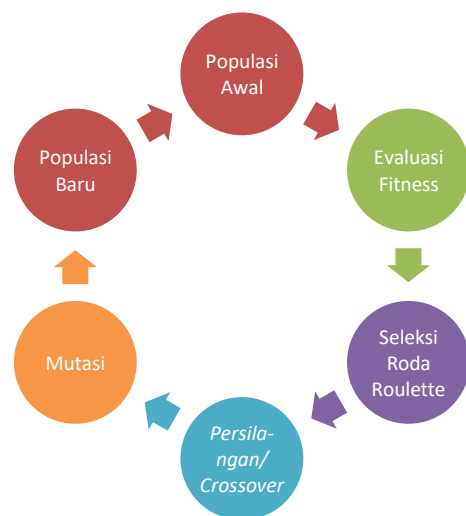 Populasi
Awal
Evaluasi
Fitness
Seleksi
Roda
Roulette
Persila-
ngan/
Crossover
Mutasi
Populasi
Baru